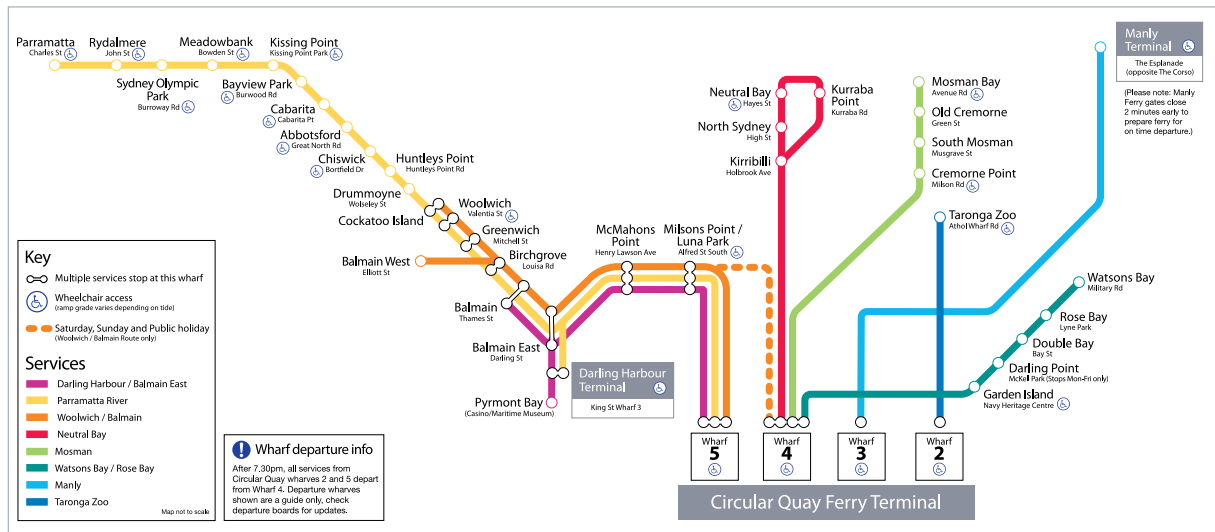 Parramatta
Charles St
Rydalmere
John St
Sydney Olympic
Park
Burroway Rd
Meadowbank
Bowden St
Kissing Point
Kissing Point Park
Bayview Park
Burwood Rd
Cabarita
Cabarita Pt
Abbotsford
Great North Rd
Chiswick
Bortfield Dr
Huntleys Point
Huntleys Point Rd
Drummoyne
Wolseley St
Cockatoo Island
Woolwich
Valentia St
Greenwich
Mitchell St
Birchgrove
Louisa Rd
Balmain West
Elliott St
Balmain
Thames St
Balmain East
Darling St
Darling Harbour
Terminal
King St Wharf 3
Pyrmont Bay
(Casino/Maritime Museum)
McMahons
Point
Henry Lawson Ave
Milsons Point /
Luna Park
Alfred St South
Neutral Bay
Hayes St
Kurraba
Point
Kurraba Rd
North Sydney
High St
Kirribilli
Holbrook Ave
Mosman Bay
Avenue Rd
Old Cremorne
Green St
South Mosman
Musgrave St
Cremorne Point
Milson Rd
Taronga Zoo
Athol Wharf Rd
Manly
Terminal
The Esplanade
(opposite The Corso)
(Please note: Manly
Ferry gates close
2 minutes early to
prepare ferry for
on time departure.)
Watsons Bay
Military Rd
Rose Bay
Lyne Park
Double Bay
Bay St
Darling Point
McKell Park (Stops Mon-Fri only)
Garden Island
Navy Heritage Centre
Key
Multiple services stop at this wharf
Wheelchair access
(ramp grade varies depending on tide)
Saturday, Sunday and Public holiday
(Woolwich / Balmain Route only)
Services
Darling Harbour / Balmain East
Parramatta River
Woolwich / Balmain
Neutral Bay
Mosman
Watsons Bay / Rose Bay
Manly
Taronga Zoo
Map not to scale
! Wharf departure info
After 7.30pm, all services from
Circular Quay wharves 2 and 5 depart
from Wharf 4. Departure wharves
shown are a guide only, check
departure boards for updates.
Wharf
5
Wharf
4
Wharf
3
Wharf
2
Circular Quay Ferry Terminal